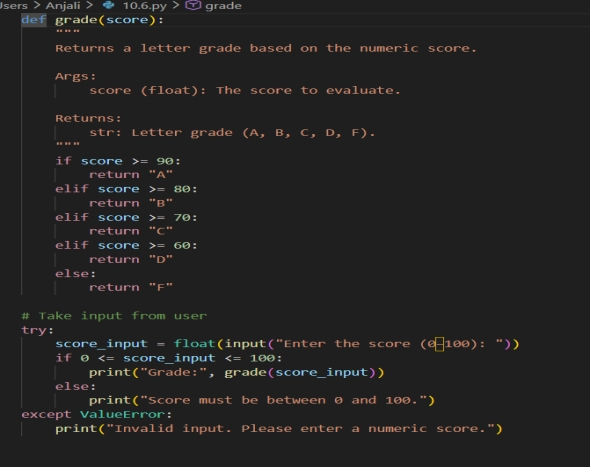 Jsers > Anjali > 10.6.py > grade
def grade(score):
    """
    Returns a letter grade based on the numeric score.

    Args:
        score (float): The score to evaluate.

    Returns:
        str: Letter grade (A, B, C, D, F).
    """
    if score >= 90:
        return "A"
    elif score >= 80:
        return "B"
    elif score >= 70:
        return "C"
    elif score >= 60:
        return "D"
    else:
        return "F"

# Take input from user
try:
    score_input = float(input("Enter the score (0–100): "))
    if 0 <= score_input <= 100:
        print("Grade:", grade(score_input))
    else:
        print("Score must be between 0 and 100.")
except ValueError:
    print("Invalid input. Please enter a numeric score.")